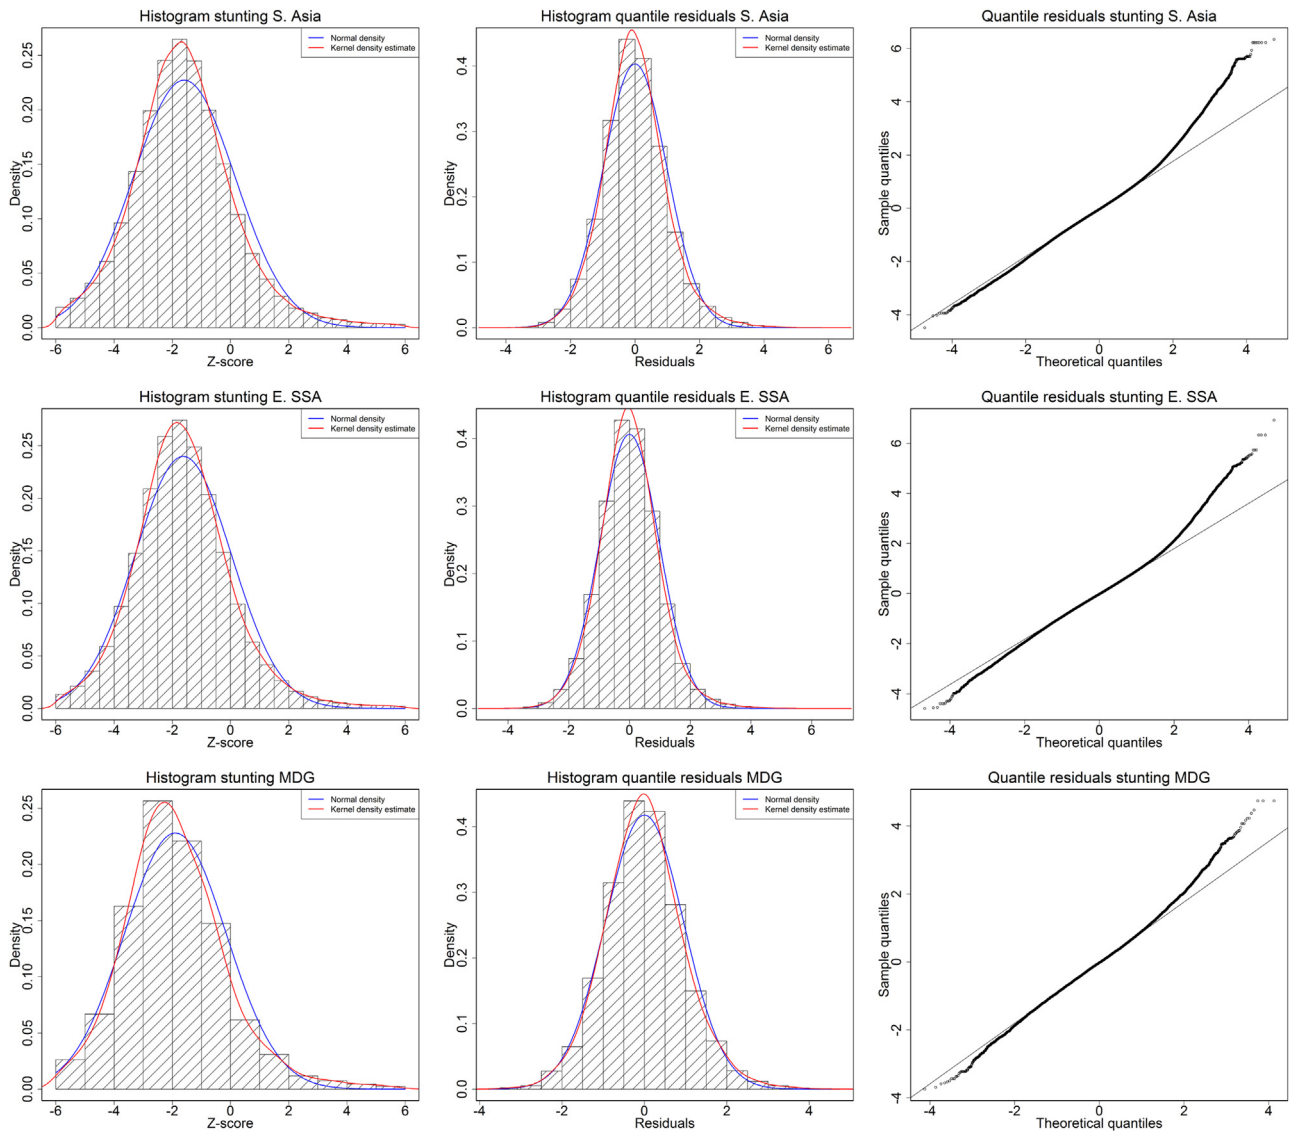 Histogram stunting S. Asia
Normal density
Kernel density estimate
Density
0.00 0.05 0.10 0.15 0.20 0.25
-6 -4 -2 0 2 4 6
Z-score
Histogram quantile residuals S. Asia
Normal density
Kernel density estimate
Density
0.0 0.1 0.2 0.3 0.4
-4 -2 0 2 4 6
Residuals
Quantile residuals stunting S. Asia
Sample quantiles
-4 -2 0 2 4 6
-4 -2 0 2 4
Theoretical quantiles
Histogram stunting E. SSA
Normal density
Kernel density estimate
Density
0.00 0.05 0.10 0.15 0.20 0.25
-6 -4 -2 0 2 4 6
Z-score
Histogram quantile residuals E. SSA
Normal density
Kernel density estimate
Density
0.0 0.1 0.2 0.3 0.4
-4 -2 0 2 4 6
Residuals
Quantile residuals stunting E. SSA
Sample quantiles
-4 -2 0 2 4 6
-4 -2 0 2 4
Theoretical quantiles
Histogram stunting MDG
Normal density
Kernel density estimate
Density
0.00 0.05 0.10 0.15 0.20 0.25
-6 -4 -2 0 2 4 6
Z-score
Histogram quantile residuals MDG
Normal density
Kernel density estimate
Density
0.0 0.1 0.2 0.3 0.4
-4 -2 0 2 4
Residuals
Quantile residuals stunting MDG
Sample quantiles
-4 -2 0 2 4
-4 -2 0 2 4
Theoretical quantiles